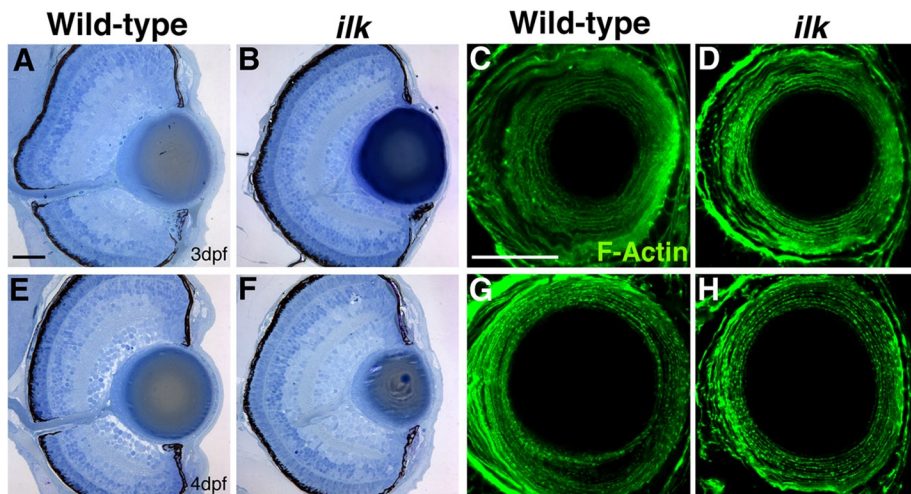 Wild-type ilk Wild-type ilk
A B C D
3dpf F-Actin
E F G H
4dpf